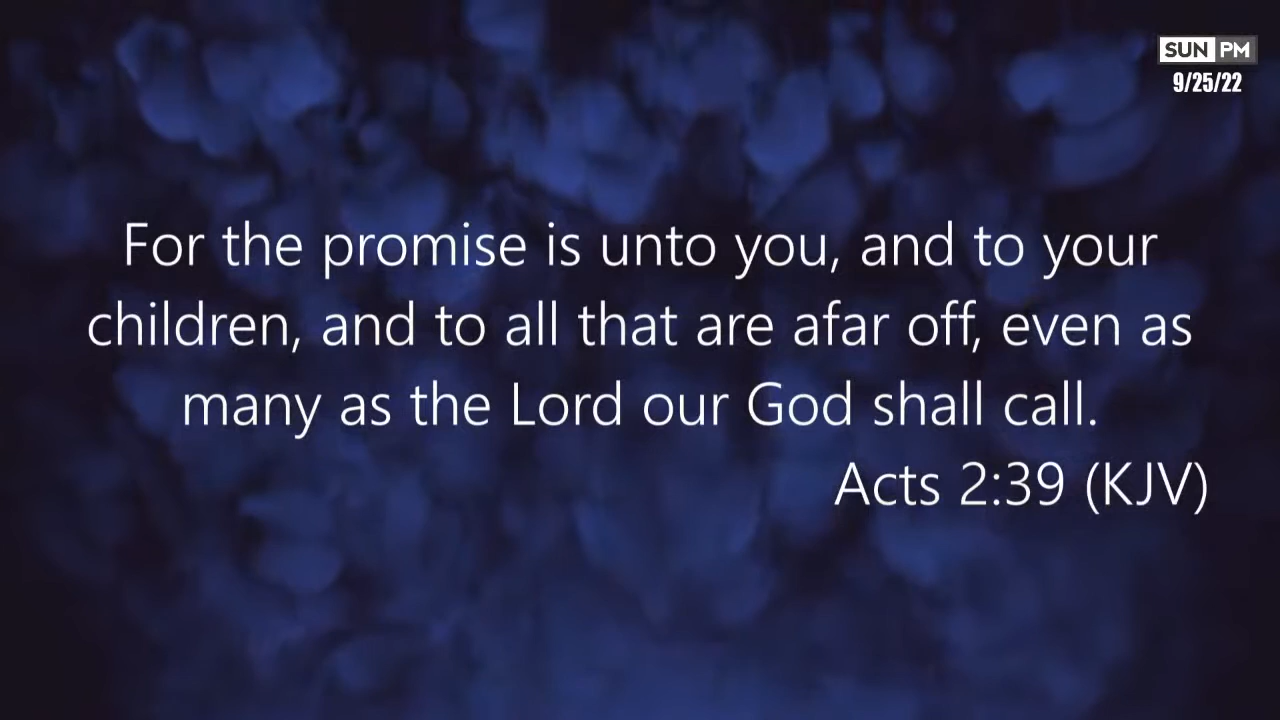 SUN PM
9/25/22
For the promise is unto you, and to your
children, and to all that are afar off, even as
many as the Lord our God shall call.
Acts 2:39 (KJV)